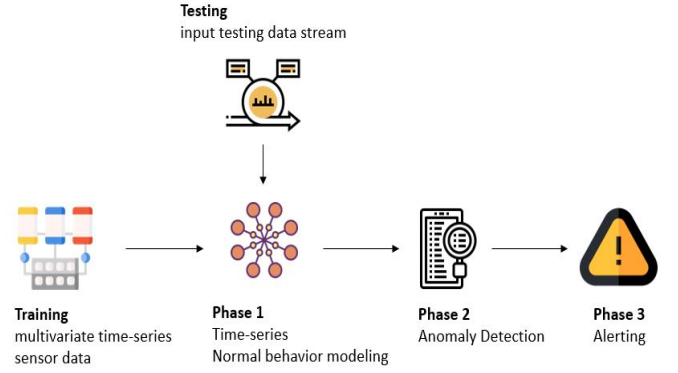 Testing
input testing data stream
Training
multivariate time-series
sensor data
Phase 1
Time-series
Normal behavior modeling
Phase 2
Anomaly Detection
Phase 3
Alerting